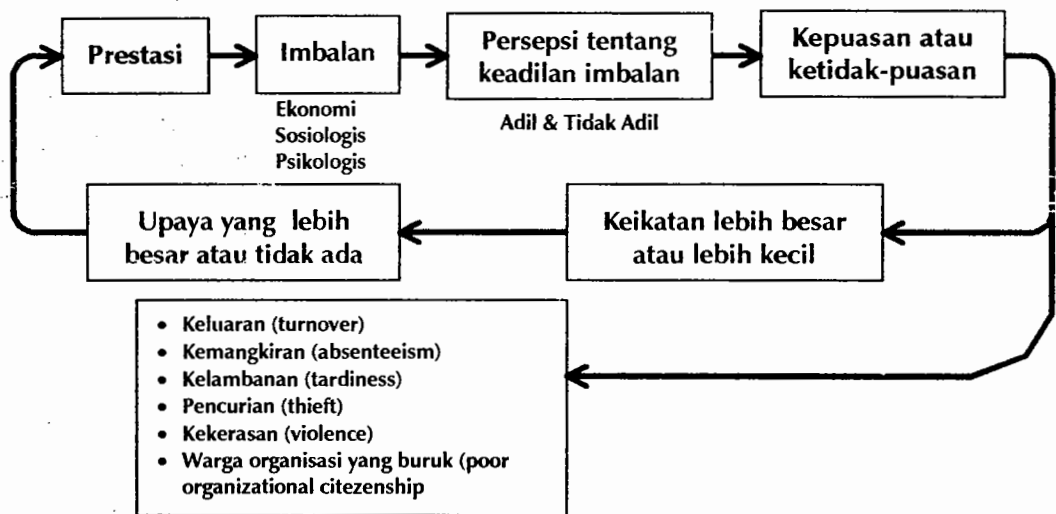 Prestasi
Imbalan
Persepsi tentang
keadilan imbalan
Kepuasan atau
ketidak-puasan
Ekonomi
Sosiologis
Psikologis
Adil & Tidak Adil
Upaya yang lebih
besar atau tidak ada
Keikatan lebih besar
atau lebih kecil
• Keluaran (turnover)
• Kemangkiran (absenteeism)
• Kelambanan (tardiness)
• Pencurian (thieft)
• Kekerasan (violence)
• Warga organisasi yang buruk (poor
organizational citezenship